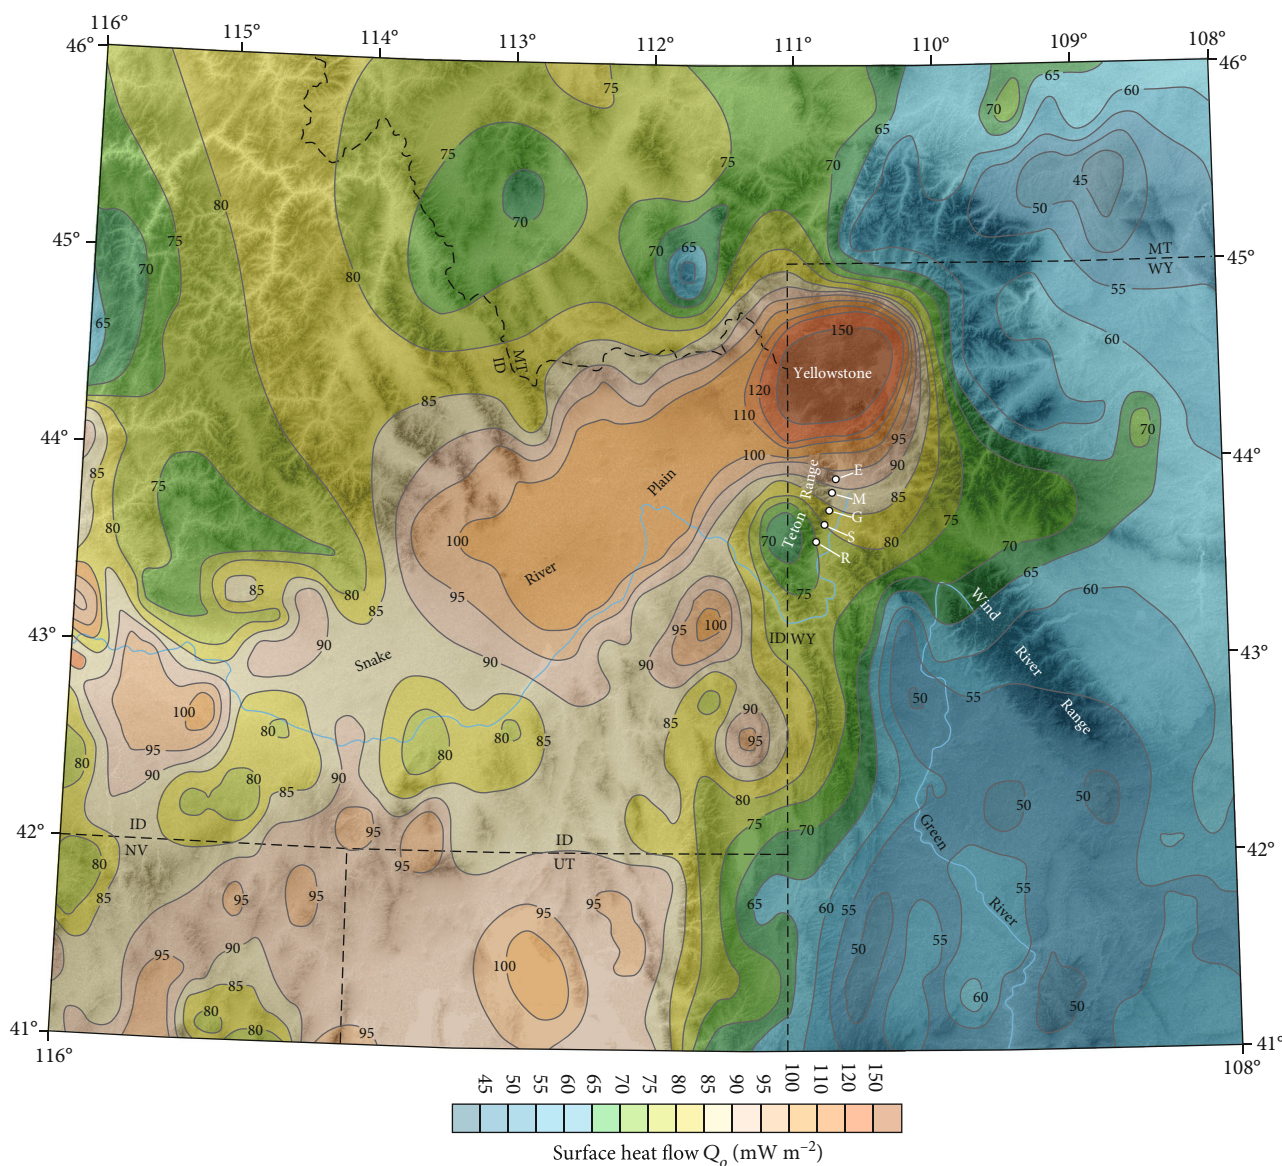 116° 115° 114° 113° 112° 111° 110° 109° 108°
46° 46°
75 65 60
70
65
75 75 70
45
80 50
75 70
45° 70 65 MT 45°
70 80 WY
55
65 150 60
MT
ID Yellowstone
120
85 110
44° 95 70
100 90 44°
85 Plain Range E
75 85 M
80 G 75
100 70 Teton S 80
River R 70
65
85 80 95 75 60
85 Wind
43° 90 95 100 ID WY
Snake 90 90 River 43°
100 50 55
85 90 Range
80 80
95 80 85 95
80 90 80 90
85 80 50 50
42° ID 95 ID 75 70 Green
NV UT 42°
80 95
85 95 95 95 95 65 60 55 55
River
90 55
95 100 50
85 60
80 50
80 95
41° 41°
116° 108°
45 50 55 60 65 70 75 80 85 90 95 100 110 120 150
Surface heat flow Qo (mW m−2)